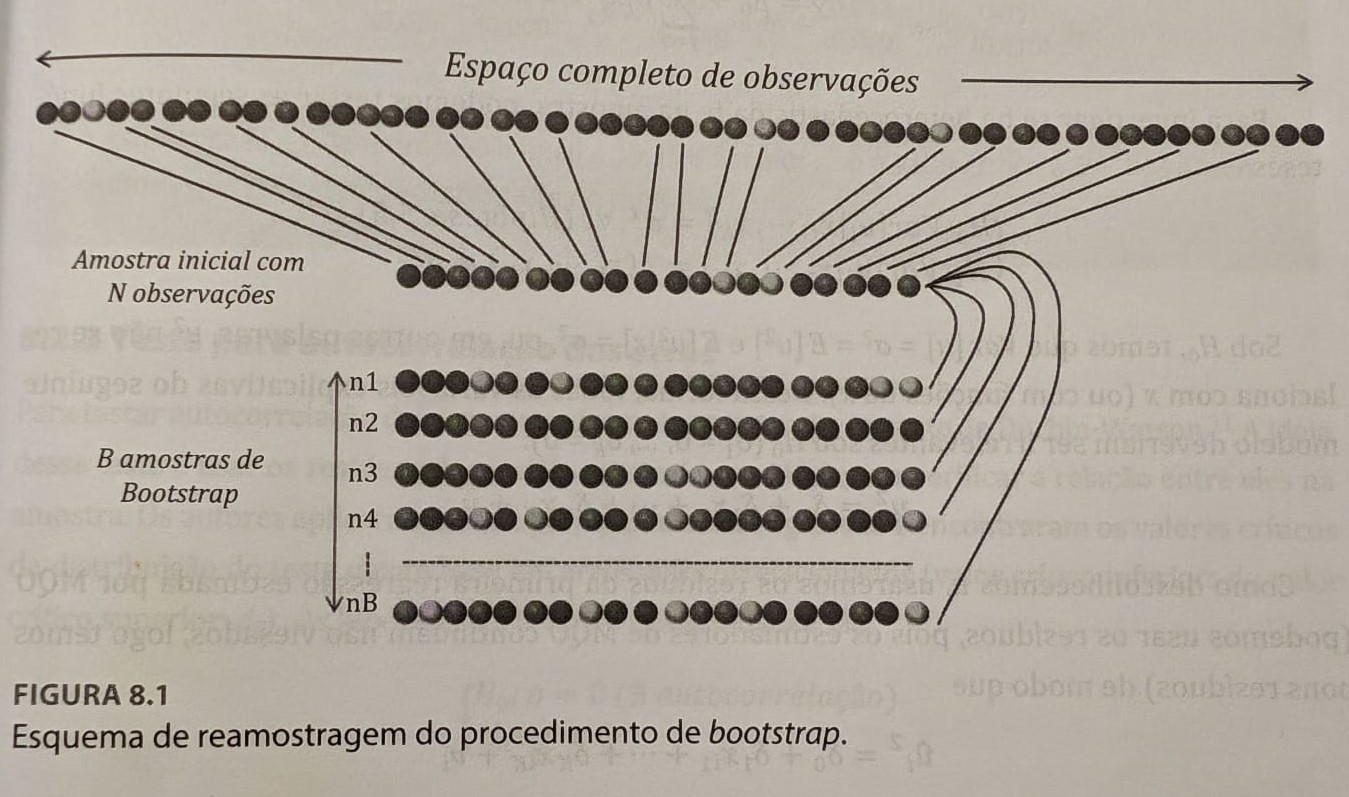 Espaço completo de observações
Amostra inicial com
N observações
n1
n2
B amostras de
Bootstrap
n3
n4
nB
FIGURA 8.1
Esquema de reamostragem do procedimento de bootstrap.